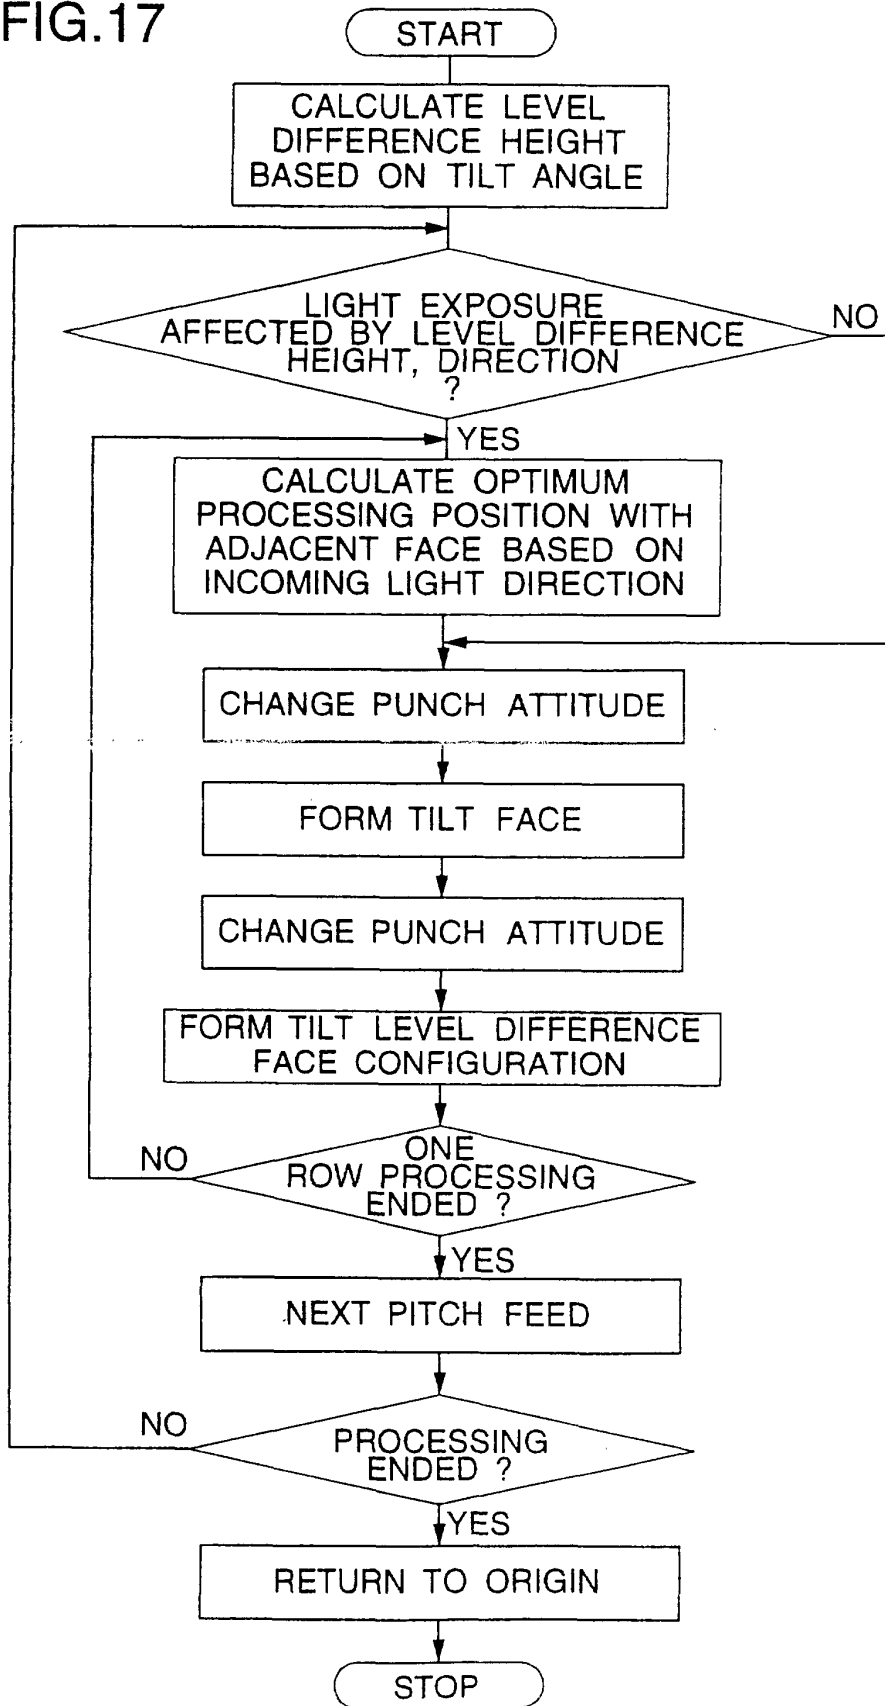 FIG.17
START
CALCULATE LEVEL
DIFFERENCE HEIGHT
BASED ON TILT ANGLE
LIGHT EXPOSURE
AFFECTED BY LEVEL DIFFERENCE
HEIGHT, DIRECTION
?
NO
YES
CALCULATE OPTIMUM
PROCESSING POSITION WITH
ADJACENT FACE BASED ON
INCOMING LIGHT DIRECTION
CHANGE PUNCH ATTITUDE
FORM TILT FACE
CHANGE PUNCH ATTITUDE
FORM TILT LEVEL DIFFERENCE
FACE CONFIGURATION
ONE
ROW PROCESSING
ENDED ?
NO
YES
NEXT PITCH FEED
PROCESSING
ENDED ?
NO
YES
RETURN TO ORIGIN
STOP